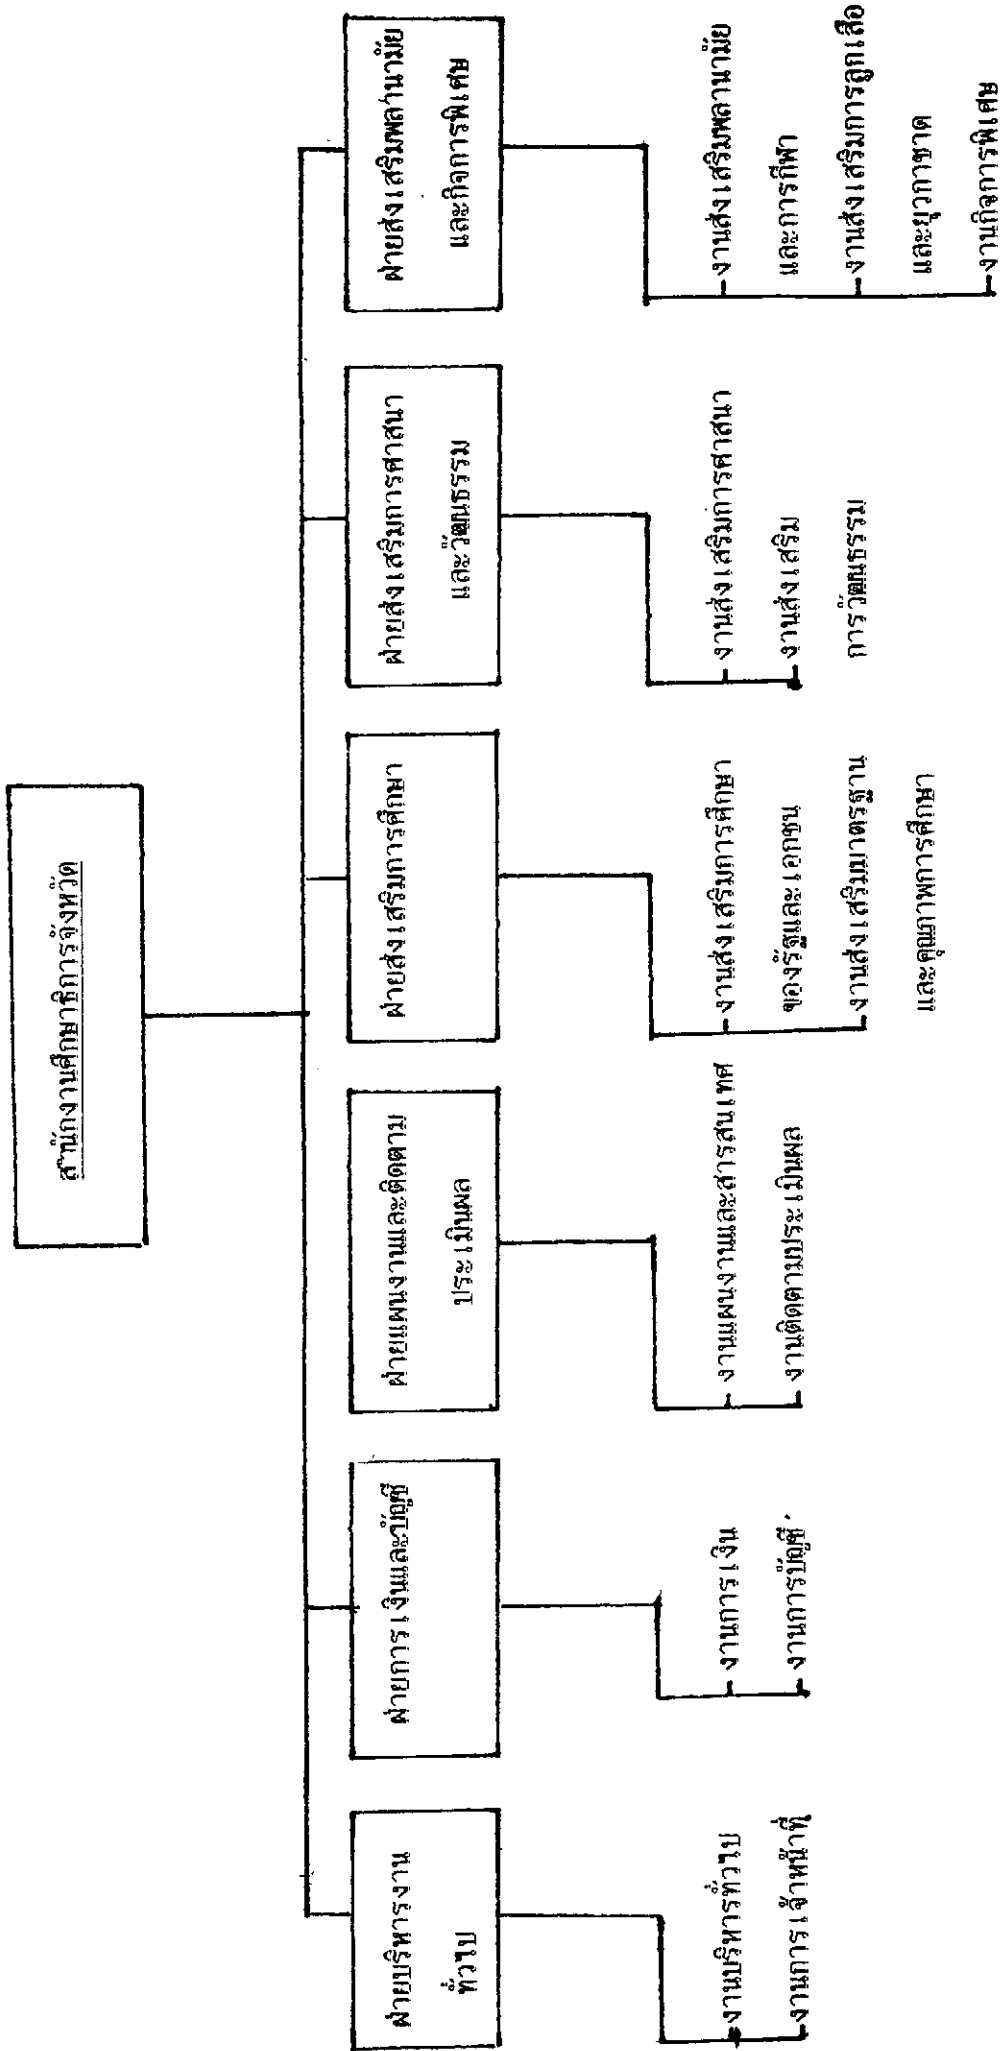 สำนักงานศึกษาธิการจังหวัด
ฝ่ายบริหารงาน
ทั่วไป
งานบริหารทั่วไป
งานการเจ้าหน้าที่
ฝ่ายการเงินและบัญชี
งานการเงิน
งานการบัญชี
ฝ่ายแผนงานและติดตาม
ประเมินผล
งานแผนงานและสารสนเทศ
งานติดตามประเมินผล
ฝ่ายส่งเสริมการศึกษา
งานส่งเสริมการศึกษา
ของรัฐและเอกชน
งานส่งเสริมมาตรฐาน
และคุณภาพการศึกษา
ฝ่ายส่งเสริมการศาสนา
และวัฒนธรรม
งานส่งเสริมการศาสนา
งานส่งเสริม
การวัฒนธรรม
ฝ่ายส่งเสริมพลานามัย
และกิจการพิเศษ
งานส่งเสริมพลานามัย
และการกีฬา
งานส่งเสริมการลูกเสือ
และยุวกาชาด
งานกิจการพิเศษ